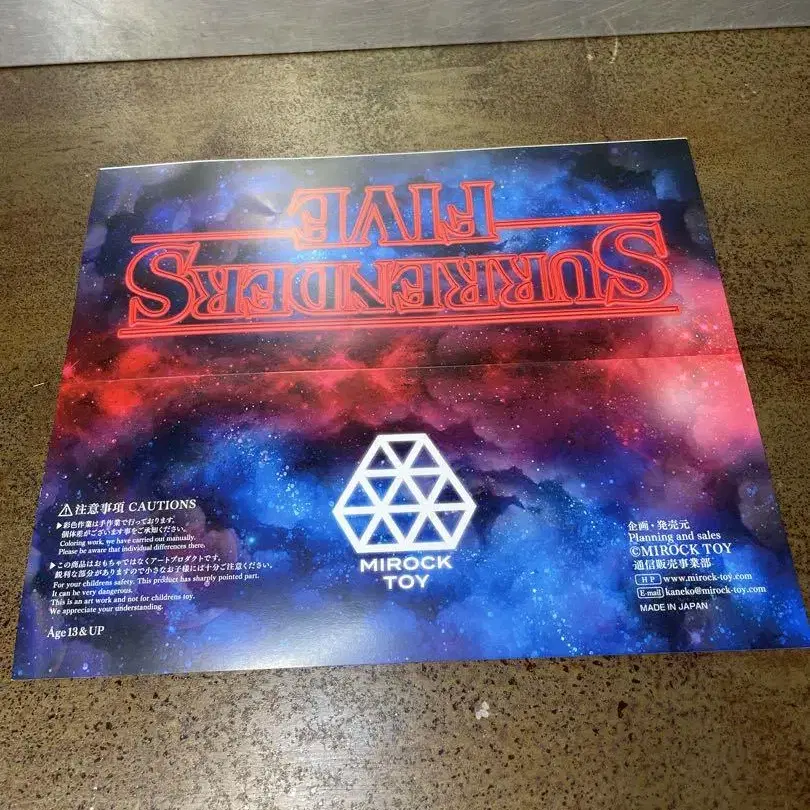 SURRENDERS
FIVE
MIROCK
TOY
⚠注意事項 CAUTIONS
▶彩色作業は手作業で行っております。
個体差がございます事をご承知ください。
Coloring work, we have carried out manually.
Please be aware that individual differences there.
▶この商品はおもちゃではなくアートプロダクトです。
鋭利な部分がありますので小さなお子様には十分ご注意ください。
For your childrens safety. This product has sharply pointed part.
It can be very dangerous.
This is an art work and not for childrens toy.
We appreciate your understanding.
Age 13 & UP
企画・発売元
Planning and sales
©MIROCK TOY
通信販売事業部
HP www.mirock-toy.com
E-mail kaneko@mirock-toy.com
MADE IN JAPAN